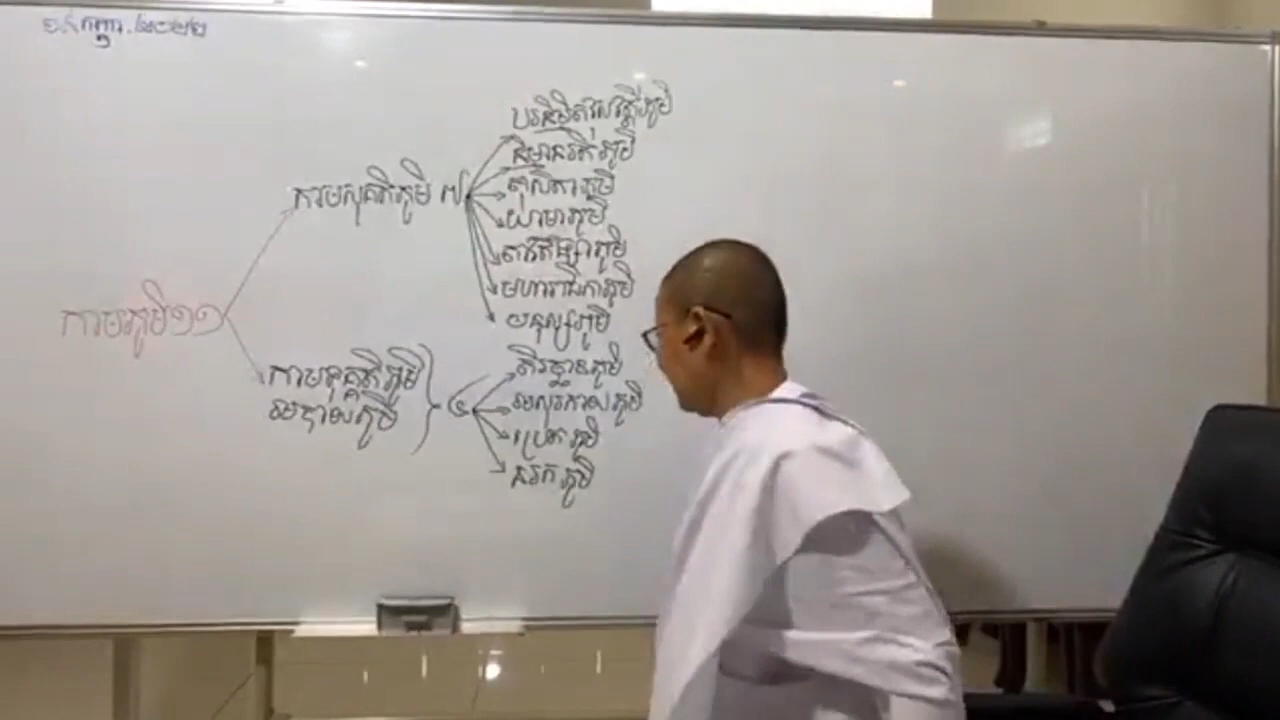 កាមភូមិ១១
កាមសុគតិភូមិ ៧
បរនិម្មិតវសវត្តីភូមិ
និម្មានរតីភូមិ
តុសិតាភូមិ
យាមាភូមិ
តាវតឹង្សាភូមិ
មហារាជិកាភូមិ
មនុស្សភូមិ
កាមទុគ្គតិភូមិ
អបាយភូមិ
៤
តិរច្ឆានភូមិ
អសុរកាយភូមិ
ប្រេតភូមិ
នរកភូមិ